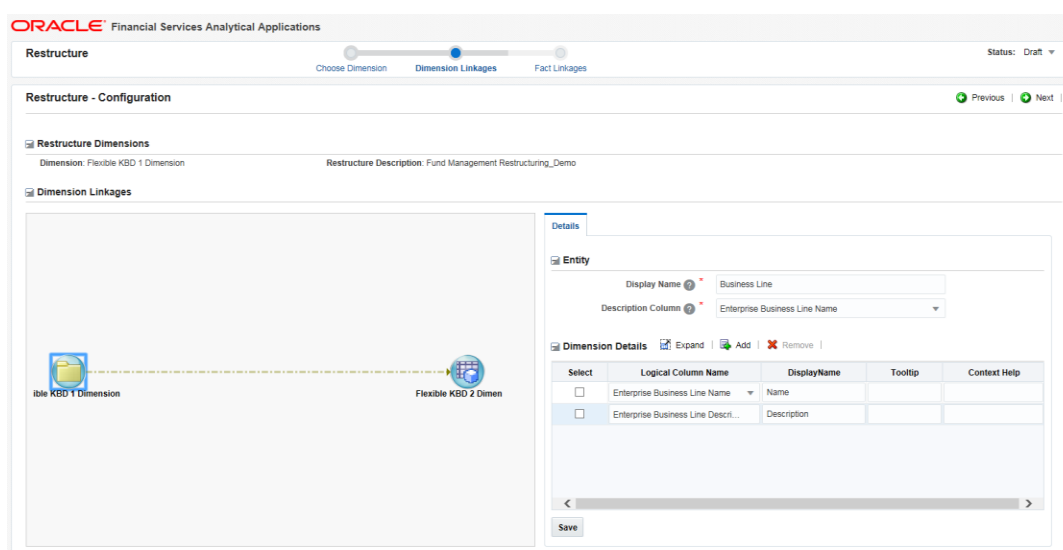 ORACLE® Financial Services Analytical Applications
Restructure
Status: Draft
Choose Dimension Dimension Linkages Fact Linkages
Restructure - Configuration
Previous | Next |
Restructure Dimensions
Dimension: Flexible KBD 1 Dimension Restructure Description: Fund Management Restructuring_Demo
Dimension Linkages
ible KBD 1 Dimension Flexible KBD 2 Dimen
Details
Entity
Display Name ? * Business Line
Description Column ? * Enterprise Business Line Name
Dimension Details Expand | Add | Remove |
Select Logical Column Name DisplayName Tooltip Context Help
Enterprise Business Line Name Name
Enterprise Business Line Descri... Description
Save